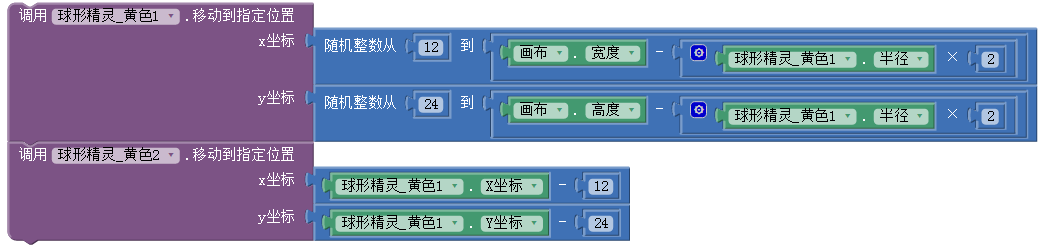 调用 球形精灵_黄色1 .移动到指定位置
x坐标 随机整数从 12 到 画布 . 宽度 - 球形精灵_黄色1 . 半径 × 2
y坐标 随机整数从 24 到 画布 . 高度 - 球形精灵_黄色1 . 半径 × 2
调用 球形精灵_黄色2 .移动到指定位置
x坐标 球形精灵_黄色1 . X坐标 - 12
y坐标 球形精灵_黄色1 . Y坐标 - 24